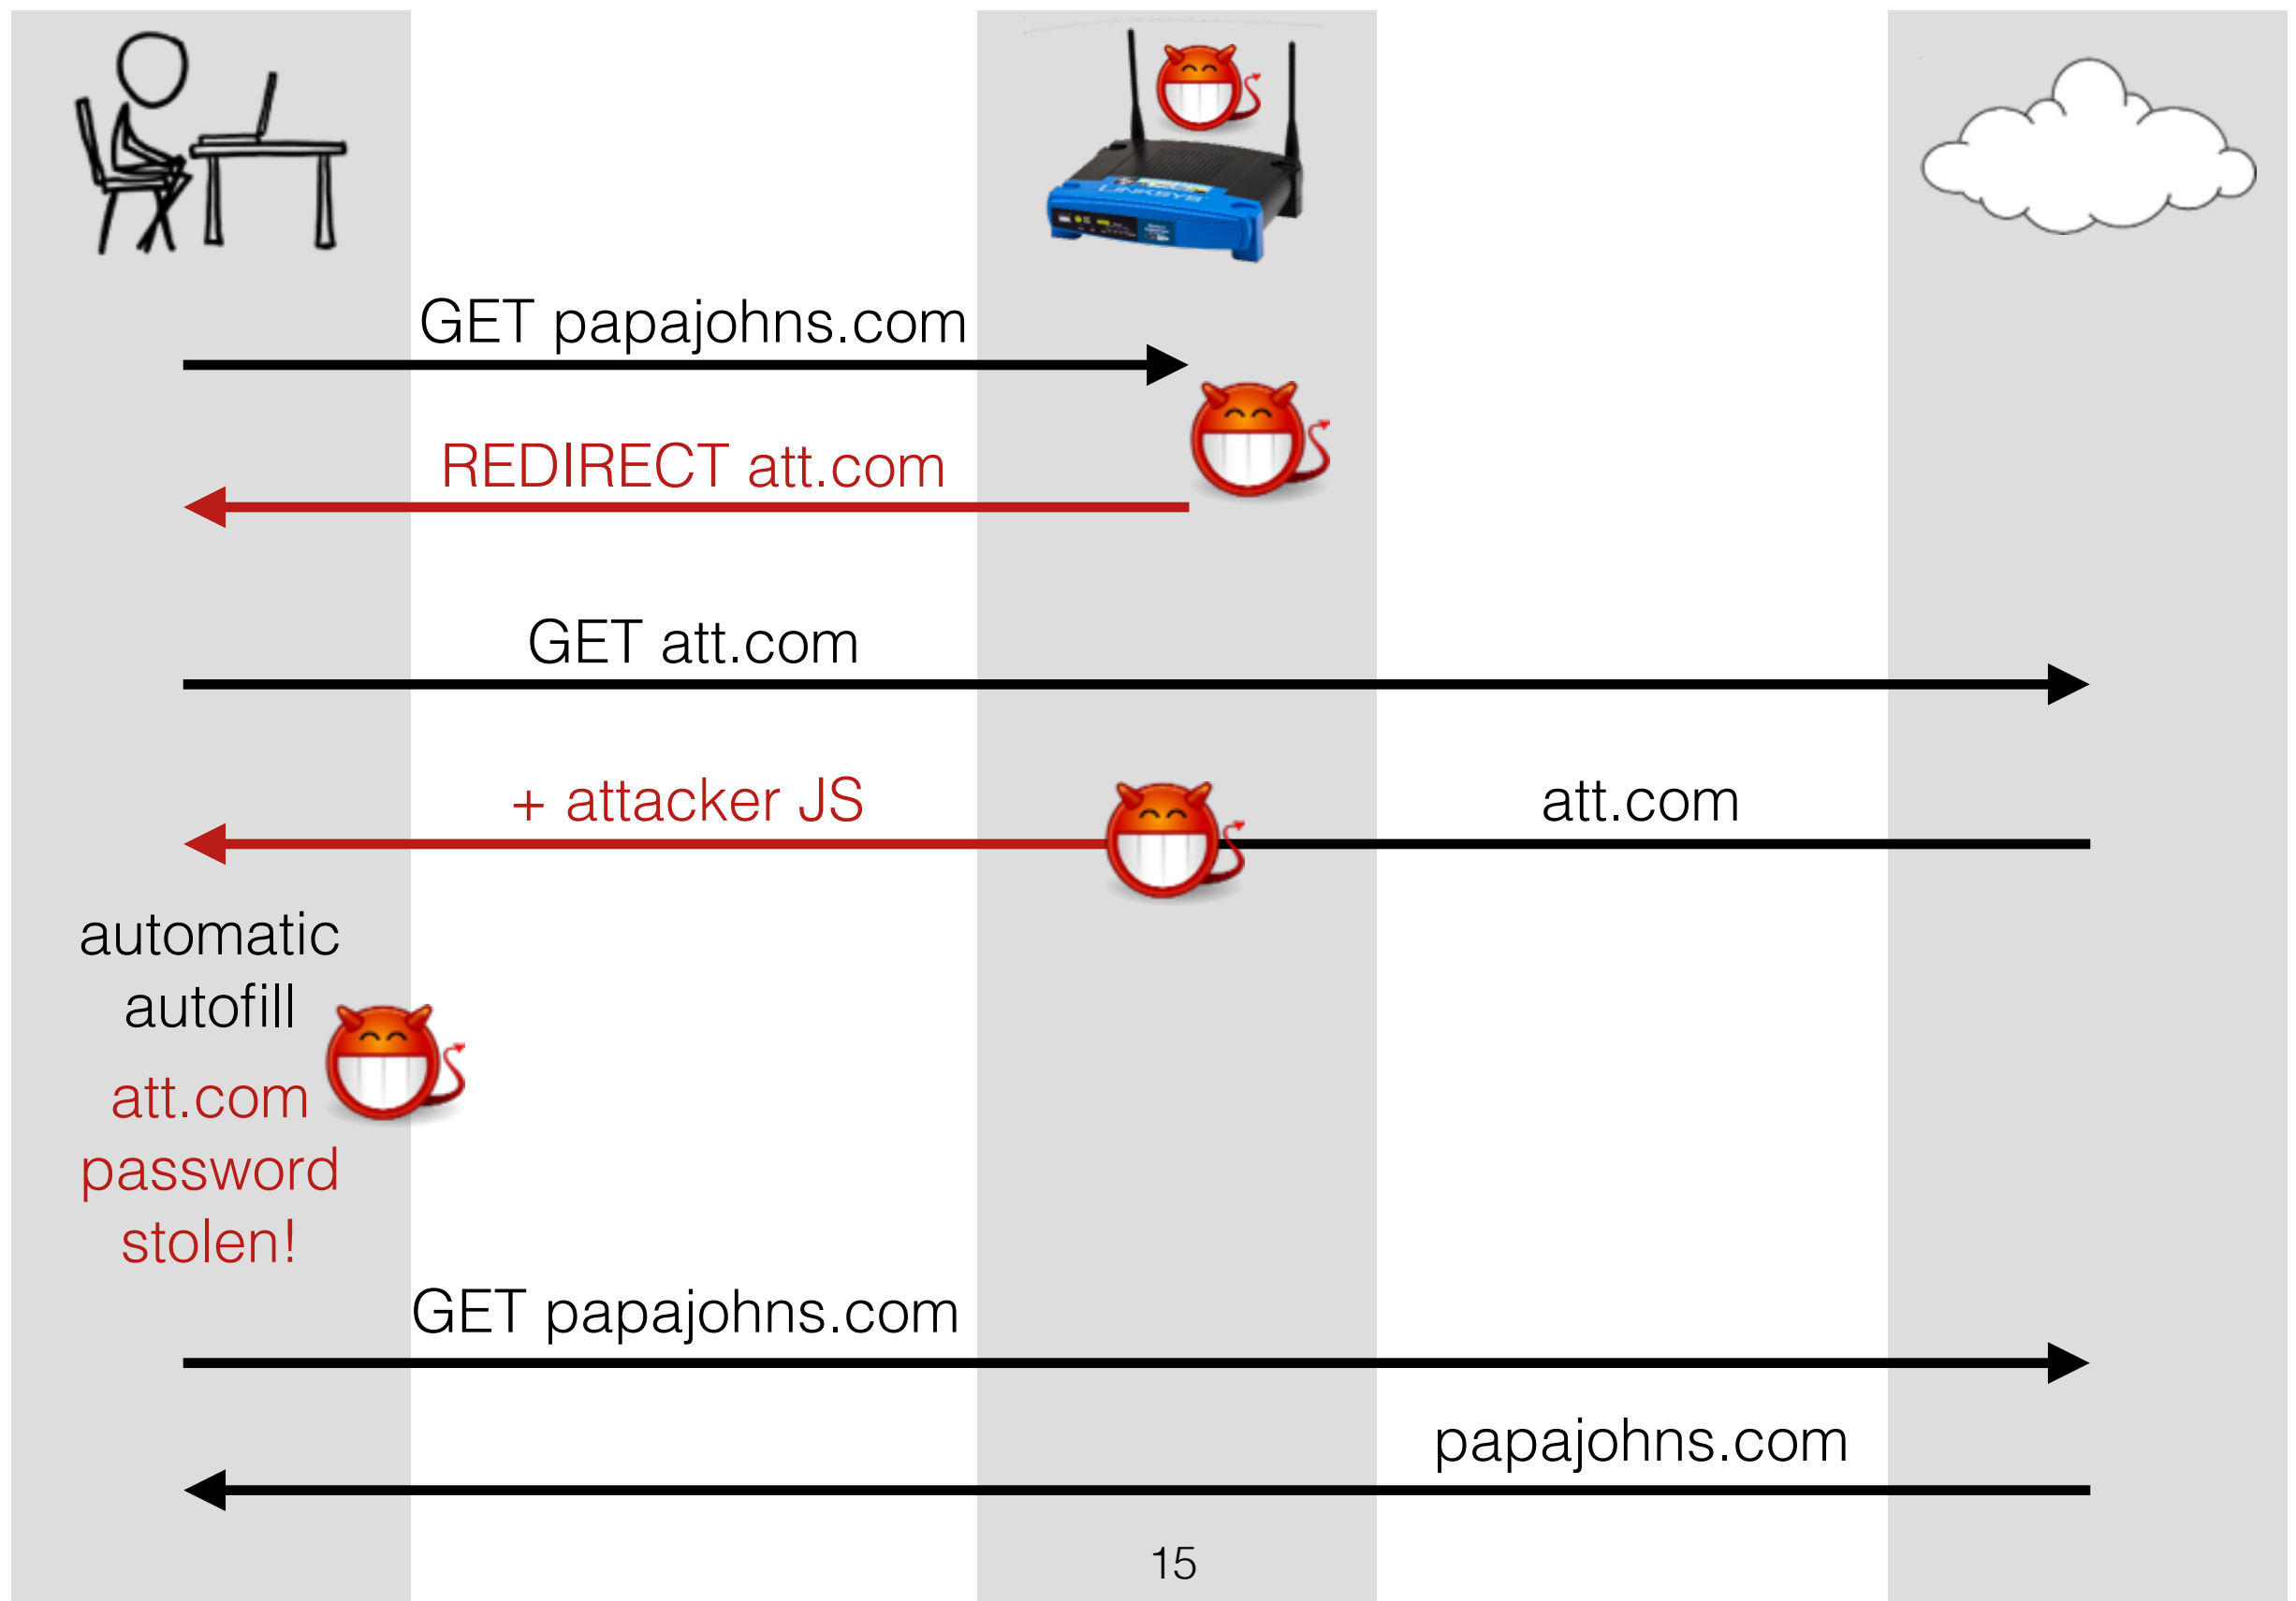 LINKSYS
GET papajohns.com
REDIRECT att.com
GET att.com
+ attacker JS
att.com
automatic
autofill
att.com
password
stolen!
GET papajohns.com
papajohns.com
15